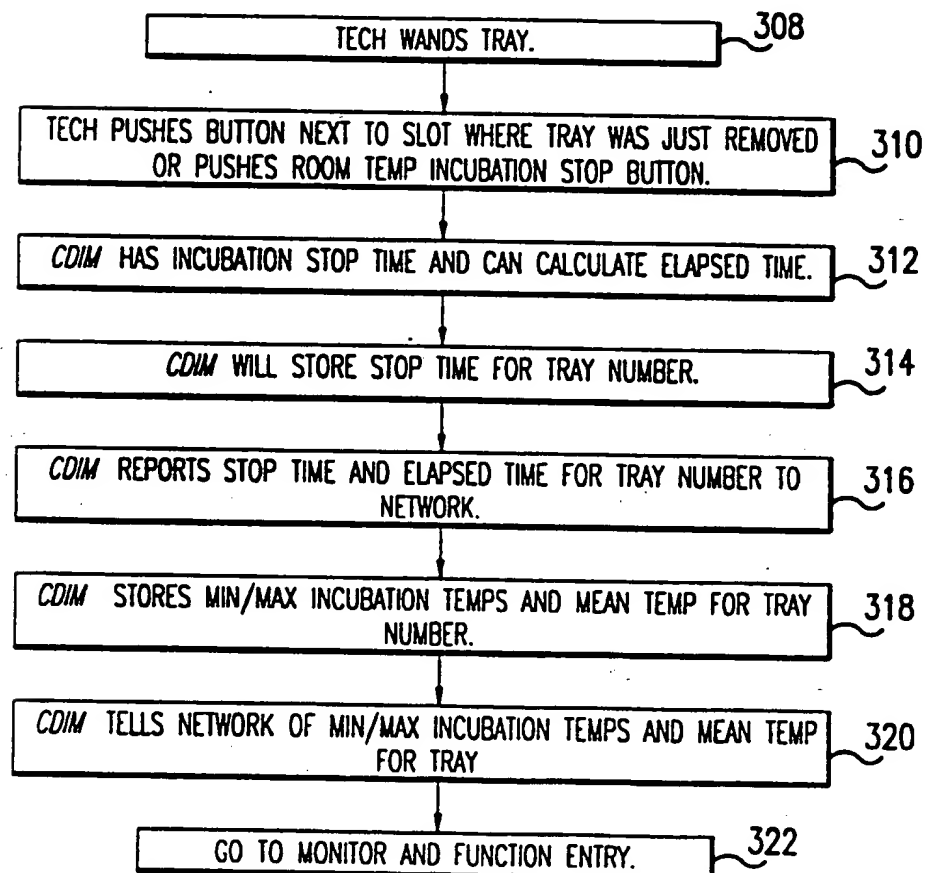 TECH WANDS TRAY.
308
TECH PUSHES BUTTON NEXT TO SLOT WHERE TRAY WAS JUST REMOVED
OR PUSHES ROOM TEMP INCUBATION STOP BUTTON.
310
CDIM HAS INCUBATION STOP TIME AND CAN CALCULATE ELAPSED TIME.
312
CDIM WILL STORE STOP TIME FOR TRAY NUMBER.
314
CDIM REPORTS STOP TIME AND ELAPSED TIME FOR TRAY NUMBER TO
NETWORK.
316
CDIM STORES MIN/MAX INCUBATION TEMPS AND MEAN TEMP FOR TRAY
NUMBER.
318
CDIM TELLS NETWORK OF MIN/MAX INCUBATION TEMPS AND MEAN TEMP
FOR TRAY
320
GO TO MONITOR AND FUNCTION ENTRY.
322